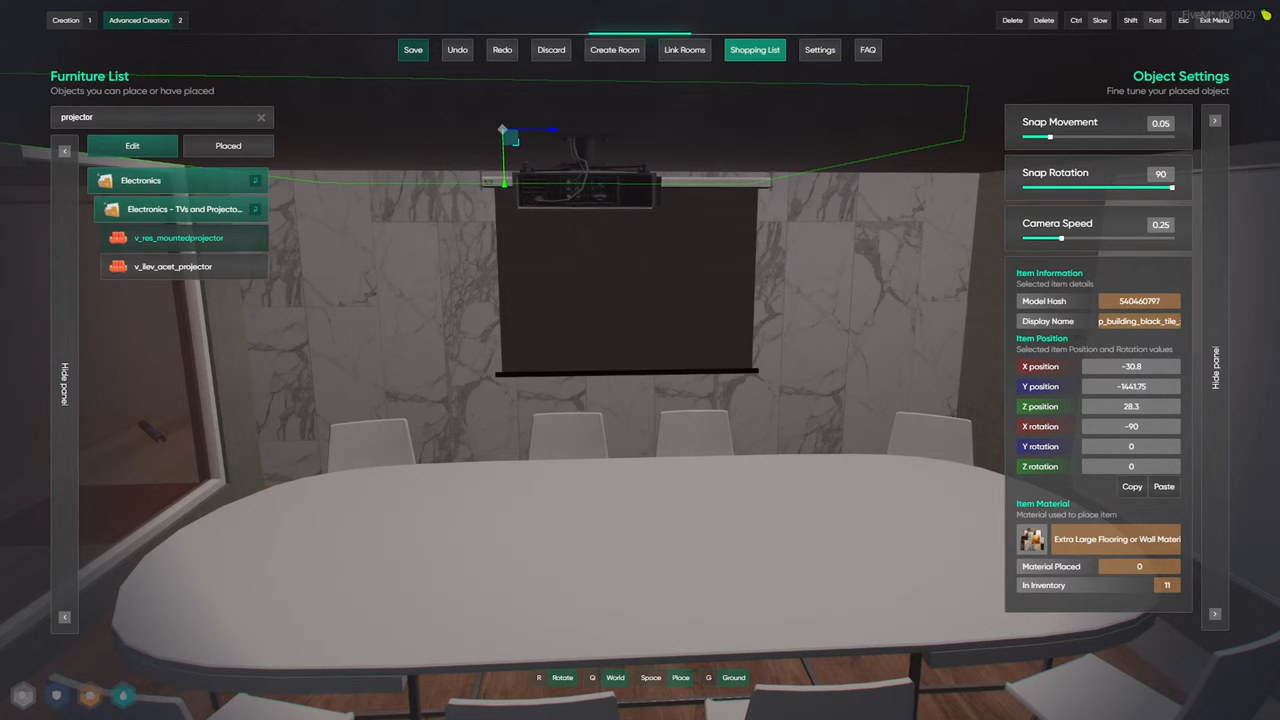 Creation 1 Advanced Creation 2
Delete Delete Ctrl Slow Shift Fast Esc Exit Menu
FiveM* (b2802)
Save Undo Redo Discard Create Room Link Rooms Shopping List Settings FAQ
Furniture List
Objects you can place or have placed
projector
Edit Placed
Electronics
Electronics - TVs and Projecto...
v_res_mountedprojector
v_ilev_acet_projector
Hide panel
Object Settings
Fine tune your placed object
Snap Movement 0.05
Snap Rotation 90
Camera Speed 0.25
Item Information
Selected item details
Model Hash 540460797
Display Name p_building_black_tile_
Item Position
Selected item Position and Rotation values
X position -30.8
Y position -1441.75
Z position 28.3
X rotation -90
Y rotation 0
Z rotation 0
Copy Paste
Item Material
Material used to place item
Extra Large Flooring or Wall Materi
Material Placed 0
In Inventory 11
Hide panel
R Rotate Q World Space Place G Ground